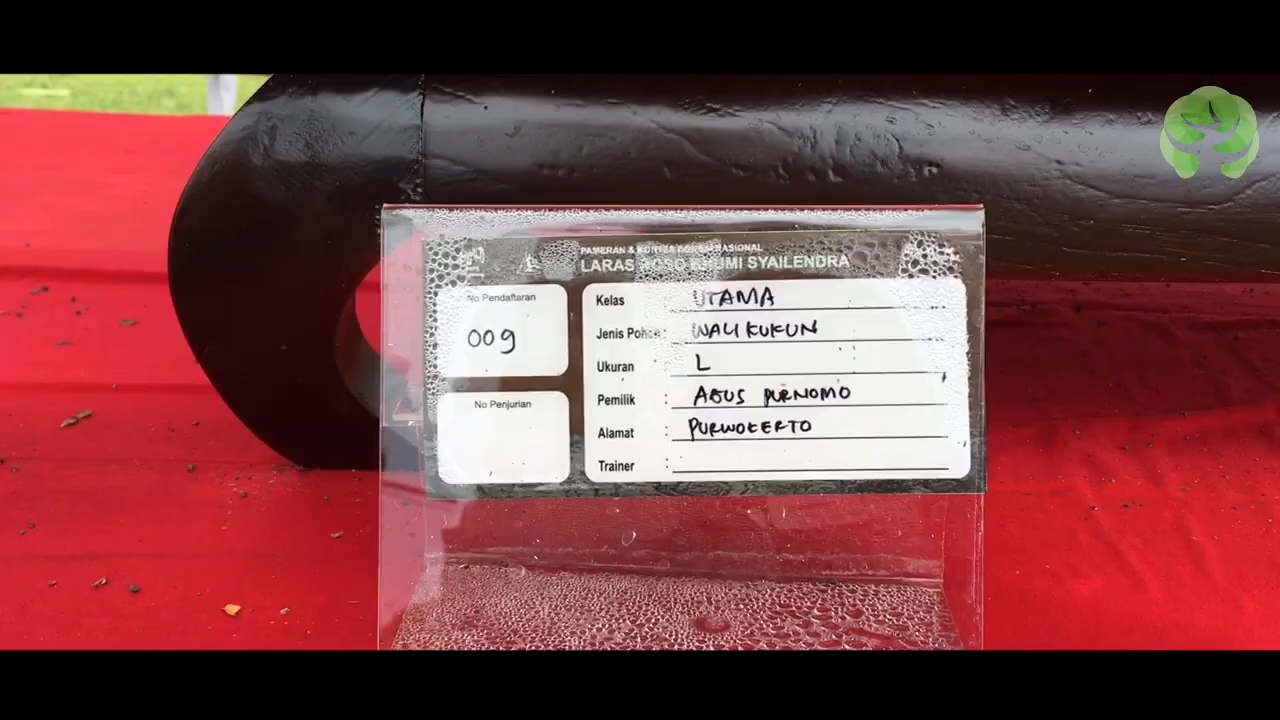 PAMERAN & KONTES BONSAI NASIONAL
LARAS ROSO BHUMI SYAILENDRA
No Pendaftaran
009
No Penjurian
Kelas UTAMA
Jenis Pohon : WALIKUKUN
Ukuran : L
Pemilik : AGUS PURNOMO
Alamat : PURWOKERTO
Trainer :